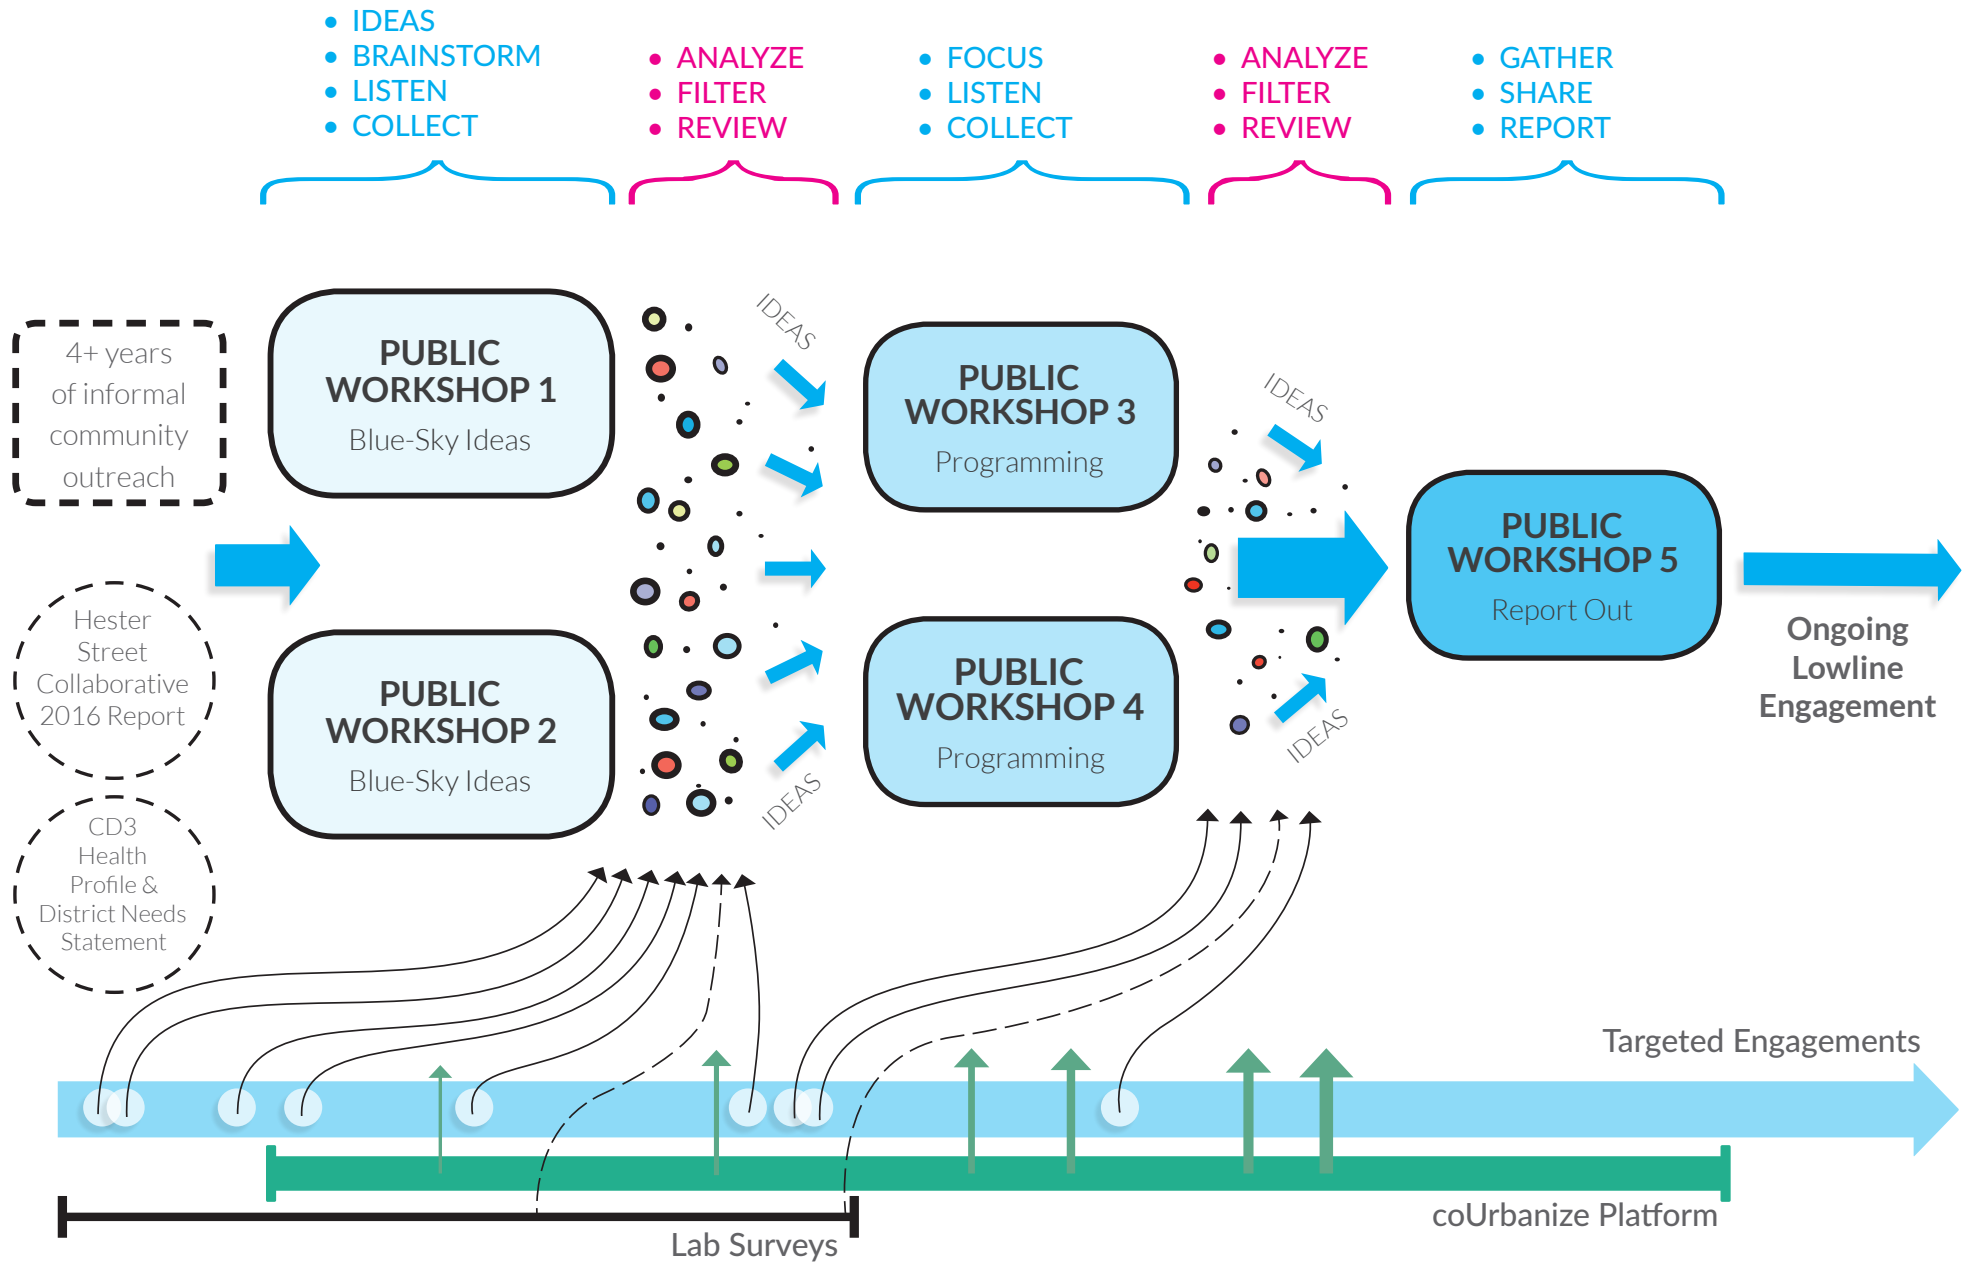 • IDEAS
• BRAINSTORM
• LISTEN
• COLLECT
• ANALYZE
• FILTER
• REVIEW
• FOCUS
• LISTEN
• COLLECT
• ANALYZE
• FILTER
• REVIEW
• GATHER
• SHARE
• REPORT
4+ years
of informal
community
outreach
Hester
Street
Collaborative
2016 Report
CD3
Health
Profile &
District Needs
Statement
PUBLIC
WORKSHOP 1
Blue-Sky Ideas
PUBLIC
WORKSHOP 2
Blue-Sky Ideas
IDEAS
IDEAS
PUBLIC
WORKSHOP 3
Programming
PUBLIC
WORKSHOP 4
Programming
IDEAS
IDEAS
PUBLIC
WORKSHOP 5
Report Out
Ongoing
Lowline
Engagement
Targeted Engagements
coUrbanize Platform
Lab Surveys